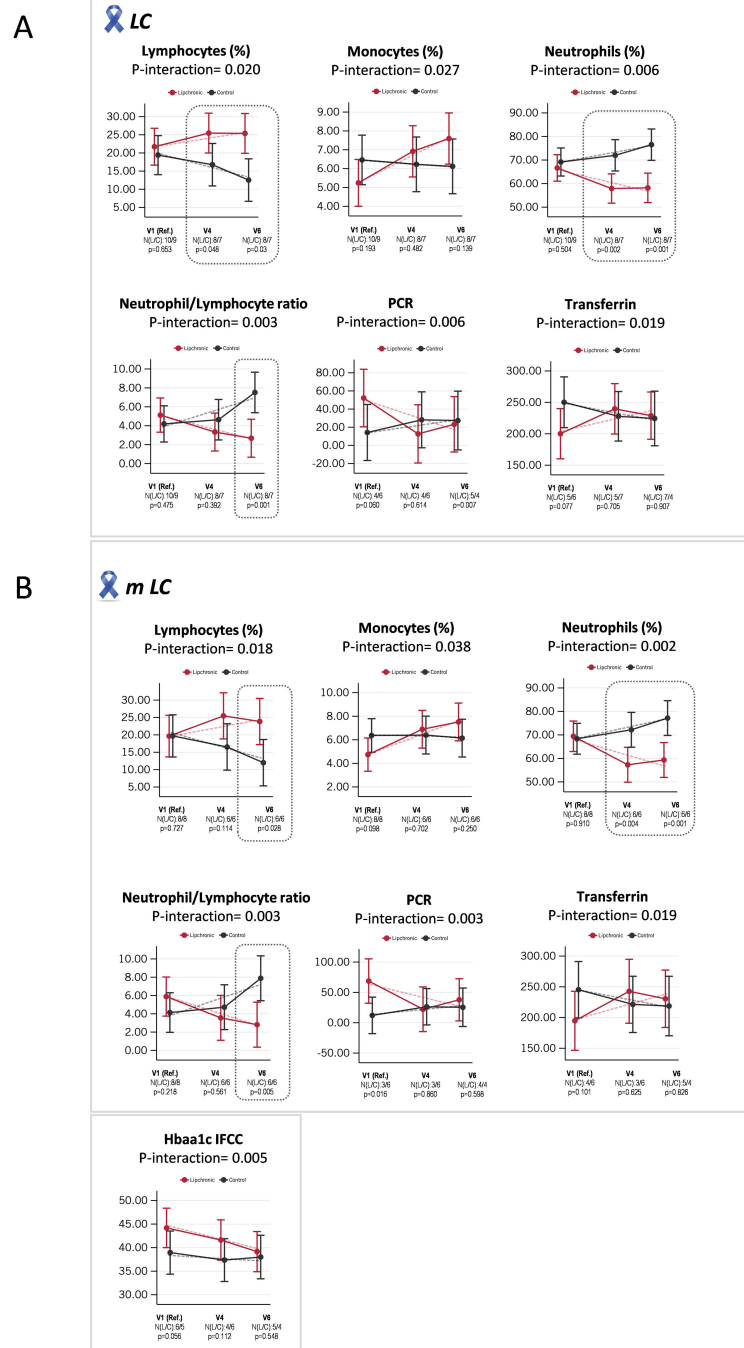 A
LC
Lymphocytes (%)
P-interaction= 0.020
Lipchronic Control
30.00
25.00
20.00
15.00
10.00
5.00
V1 (Ref.) V4 V6
N(L/C):10/9 N(L/C):8/7 N(L/C):8/7
p=0.653 p=0.048 p=0.03
Monocytes (%)
P-interaction= 0.027
Lipchronic Control
9.00
8.00
7.00
6.00
5.00
4.00
V1 (Ref.) V4 V6
N(L/C):10/9 N(L/C):8/7 N(L/C):8/7
p=0.193 p=0.482 p=0.139
Neutrophils (%)
P-interaction= 0.006
Lipchronic Control
90.00
80.00
70.00
60.00
50.00
V1 (Ref.) V4 V6
N(L/C):10/9 N(L/C):8/7 N(L/C):8/7
p=0.504 p=0.002 p=0.001
Neutrophil/Lymphocyte ratio
P-interaction= 0.003
Lipchronic Control
10.00
8.00
6.00
4.00
2.00
0.00
V1 (Ref.) V4 V6
N(L/C):10/9 N(L/C):8/7 N(L/C):8/7
p=0.475 p=0.392 p=0.001
PCR
P-interaction= 0.006
Lipchronic Control
80.00
60.00
40.00
20.00
0.00
-20.00
V1 (Ref.) V4 V6
N(L/C):4/6 N(L/C):4/6 N(L/C):5/4
p=0.060 p=0.614 p=0.007
Transferrin
P-interaction= 0.019
Lipchronic Control
300.00
250.00
200.00
150.00
V1 (Ref.) V4 V6
N(L/C):5/6 N(L/C):5/7 N(L/C):7/4
p=0.077 p=0.705 p=0.907
B
m LC
Lymphocytes (%)
P-interaction= 0.018
Lipchronic Control
30.00
25.00
20.00
15.00
10.00
5.00
V1 (Ref.) V4 V6
N(L/C):8/8 N(L/C):6/6 N(L/C):6/6
p=0.727 p=0.114 p=0.028
Monocytes (%)
P-interaction= 0.038
Lipchronic Control
10.00
8.00
6.00
4.00
2.00
V1 (Ref.) V4 V6
N(L/C):8/8 N(L/C):6/6 N(L/C):6/6
p=0.098 p=0.702 p=0.250
Neutrophils (%)
P-interaction= 0.002
Lipchronic Control
90.00
80.00
70.00
60.00
50.00
V1 (Ref.) V4 V6
N(L/C):8/8 N(L/C):6/6 N(L/C):6/6
p=0.910 p=0.004 p=0.001
Neutrophil/Lymphocyte ratio
P-interaction= 0.003
Lipchronic Control
10.00
8.00
6.00
4.00
2.00
0.00
V1 (Ref.) V4 V6
N(L/C):8/8 N(L/C):6/6 N(L/C):6/6
p=0.218 p=0.561 p=0.005
PCR
P-interaction= 0.003
Lipchronic Control
100.00
50.00
0.00
-50.00
V1 (Ref.) V4 V6
N(L/C):3/6 N(L/C):3/6 N(L/C):4/4
p=0.016 p=0.860 p=0.598
Transferrin
P-interaction= 0.019
Lipchronic Control
300.00
250.00
200.00
150.00
V1 (Ref.) V4 V6
N(L/C):4/6 N(L/C):3/6 N(L/C):5/4
p=0.101 p=0.625 p=0.826
Hbaa1c IFCC
P-interaction= 0.005
Lipchronic Control
50.00
45.00
40.00
35.00
30.00
V1 (Ref.) V4 V6
N(L/C):6/5 N(L/C):4/6 N(L/C):5/4
p=0.056 p=0.112 p=0.548